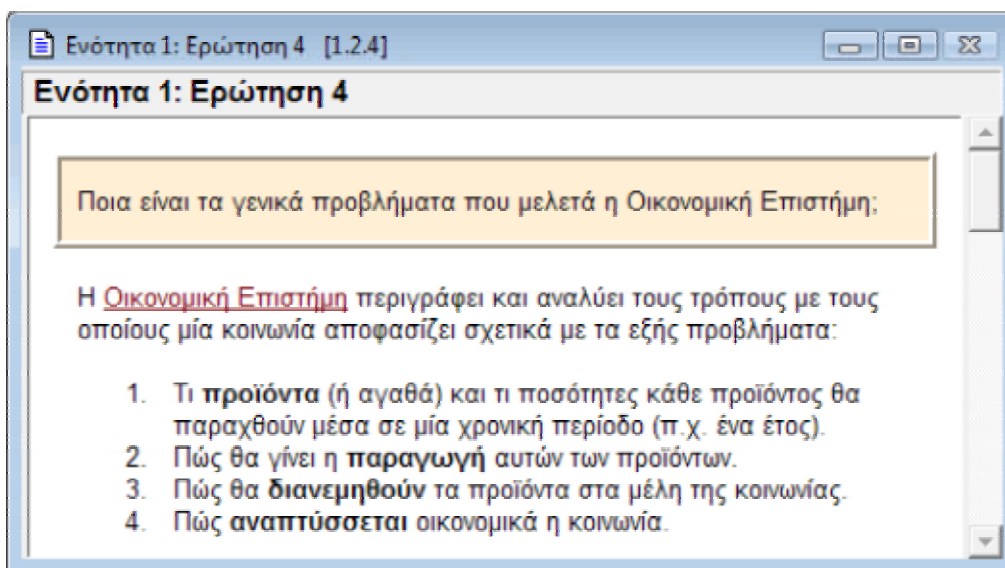 Ενότητα 1: Ερώτηση 4 [1.2.4]
Ενότητα 1: Ερώτηση 4
Ποια είναι τα γενικά προβλήματα που μελετά η Οικονομική Επιστήμη;
Η Οικονομική Επιστήμη περιγράφει και αναλύει τους τρόπους με τους
οποίους μία κοινωνία αποφασίζει σχετικά με τα εξής προβλήματα:
1. Τι προϊόντα (ή αγαθά) και τι ποσότητες κάθε προϊόντος θα
παραχθούν μέσα σε μία χρονική περίοδο (π.χ. ένα έτος).
2. Πώς θα γίνει η παραγωγή αυτών των προϊόντων.
3. Πώς θα διανεμηθούν τα προϊόντα στα μέλη της κοινωνίας.
4. Πώς αναπτύσσεται οικονομικά η κοινωνία.